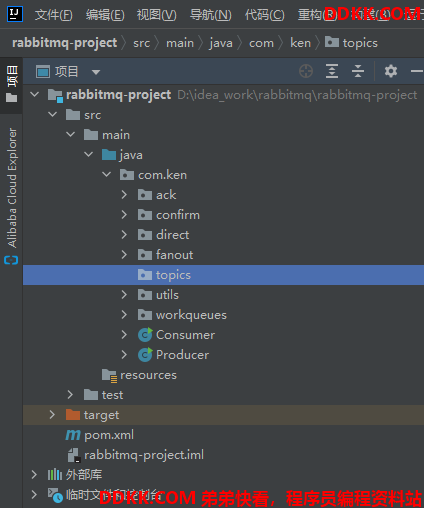 IJ 文件(F) 编辑(E) 视图(V) 导航(N) 代码(C) 重构(R)
DDKK.COM
rabbitmq-project 〉 src 〉 main 〉 java 〉 com 〉 ken 〉 topics
项目
项目
Alibaba Cloud Explorer
rabbitmq-project D:\idea_work\rabbitmq\rabbitmq-project
src
main
java
com.ken
ack
confirm
direct
fanout
topics
utils
workqueues
Consumer
Producer
resources
test
target
pom.xml
rabbitmq-project.iml
外部库
临时文件和控制台
DDKK.COM 弟弟快看，程序员编程资料站